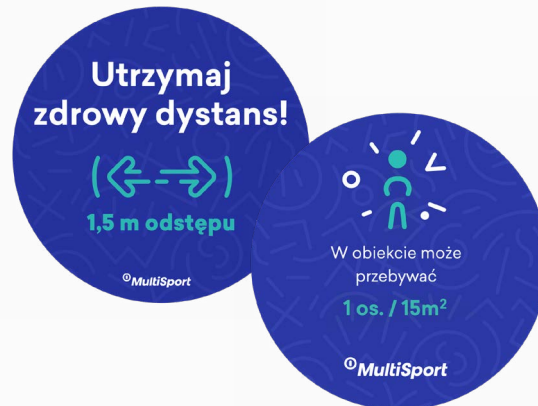 Utrzymaj
zdrowy dystans!
1,5 m odstępu
MultiSport
W obiekcie może
przebywać
1 os. / 15m²
MultiSport